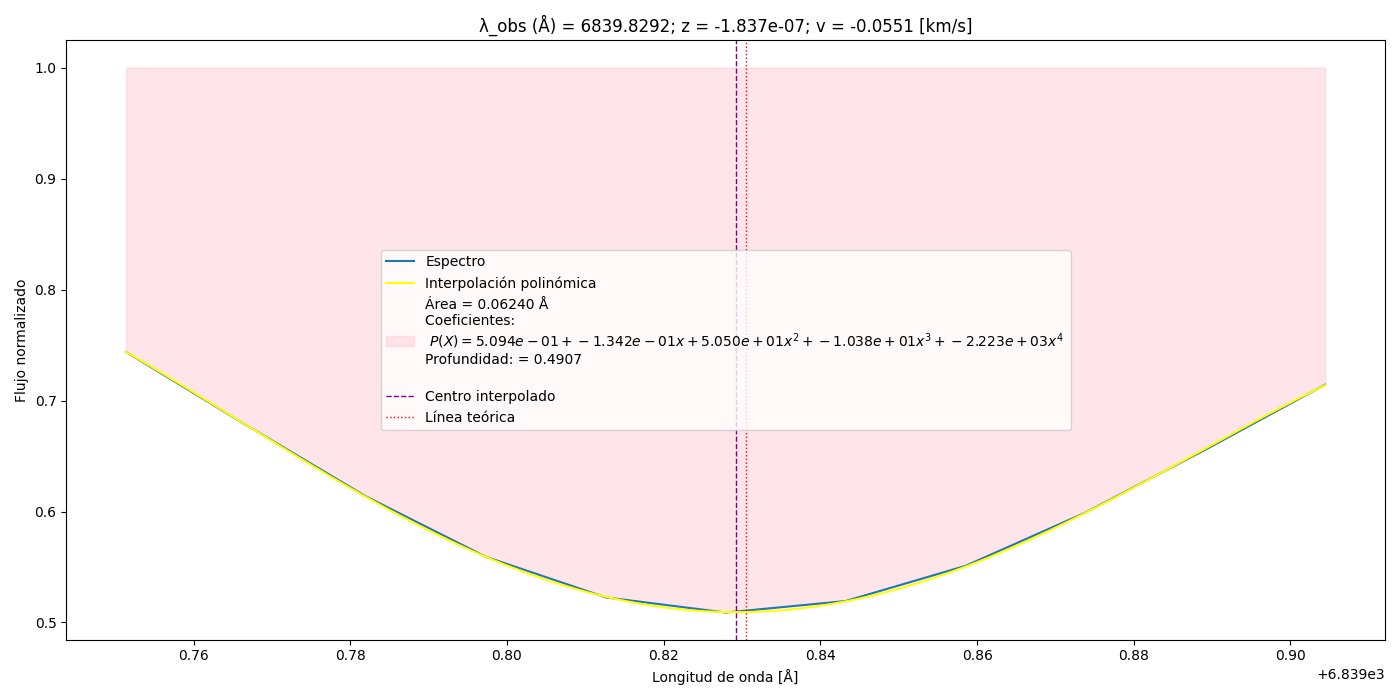 λ_obs (Å) = 6839.8292; z = -1.837e-07; v = -0.0551 [km/s]
1.0
0.9
0.8
0.7
0.6
0.5
Flujo normalizado
Espectro
Interpolación polinómica
Área = 0.06240 Å
Coeficientes:
P(X) = 5.094e − 01 + −1.342e − 01x + 5.050e + 01x² + −1.038e + 01x³ + −2.223e + 03x⁴
Profundidad: = 0.4907
Centro interpolado
Línea teórica
0.76 0.78 0.80 0.82 0.84 0.86 0.88 0.90
+6.839e3
Longitud de onda [Å]